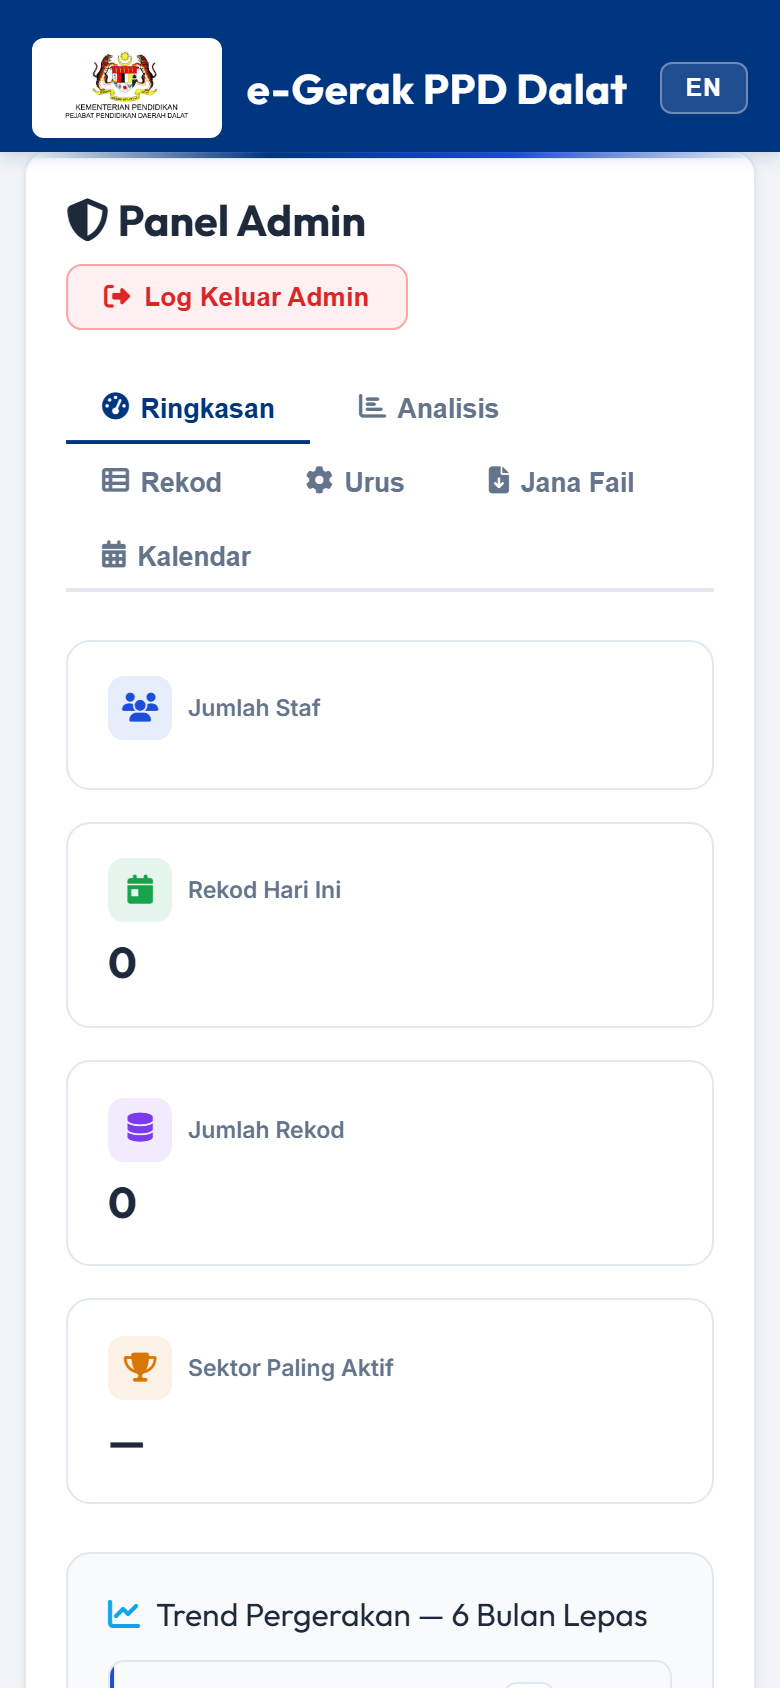 KEMENTERIAN PENDIDIKAN
PEJABAT PENDIDIKAN DAERAH DALAT
e-Gerak PPD Dalat
EN
Panel Admin
Log Keluar Admin
Ringkasan
Analisis
Rekod
Urus
Jana Fail
Kalendar
Jumlah Staf
Rekod Hari Ini
0
Jumlah Rekod
0
Sektor Paling Aktif
—
Trend Pergerakan — 6 Bulan Lepas